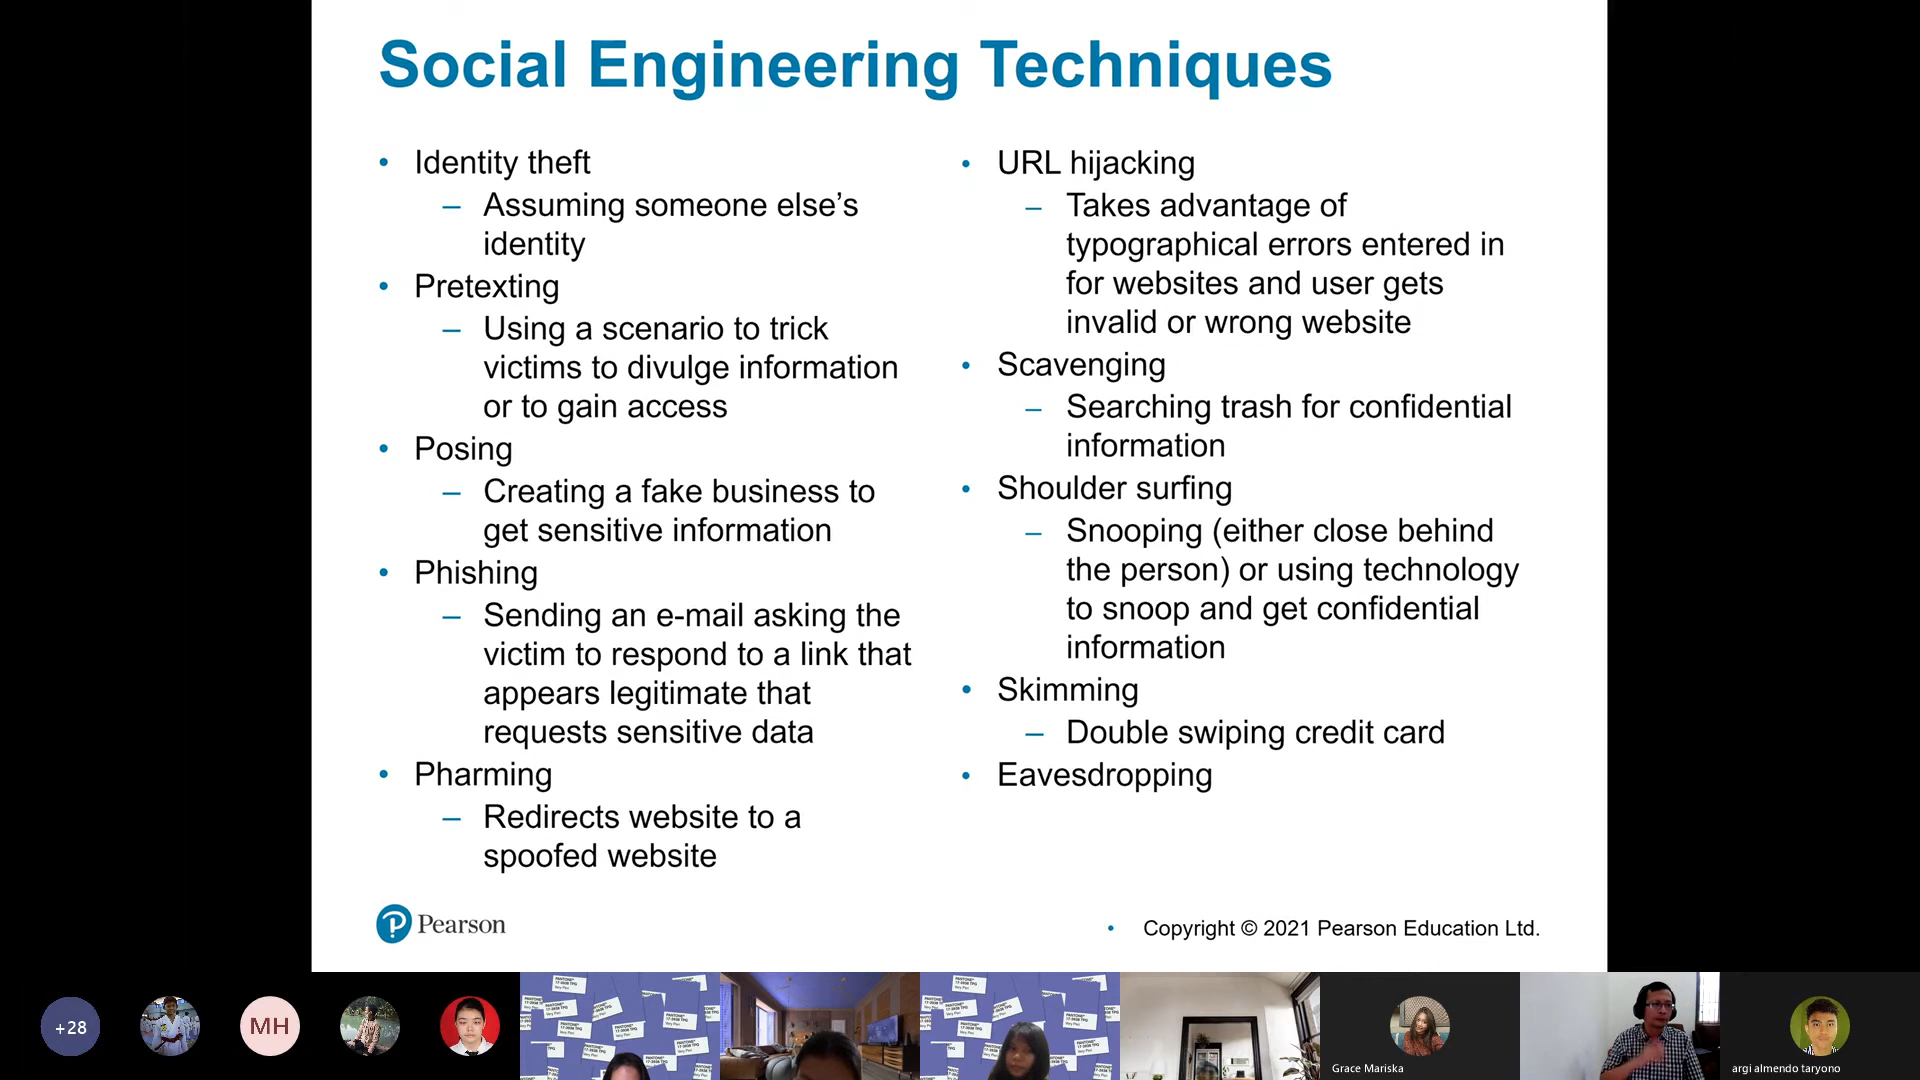 Social Engineering Techniques
• Identity theft
– Assuming someone else’s
identity
• Pretexting
– Using a scenario to trick
victims to divulge information
or to gain access
• Posing
– Creating a fake business to
get sensitive information
• Phishing
– Sending an e-mail asking the
victim to respond to a link that
appears legitimate that
requests sensitive data
• Pharming
– Redirects website to a
spoofed website
• URL hijacking
– Takes advantage of
typographical errors entered in
for websites and user gets
invalid or wrong website
• Scavenging
– Searching trash for confidential
information
• Shoulder surfing
– Snooping (either close behind
the person) or using technology
to snoop and get confidential
information
• Skimming
– Double swiping credit card
• Eavesdropping
Pearson
• Copyright © 2021 Pearson Education Ltd.
+28
MH
Grace Mariska
argi almendo taryono